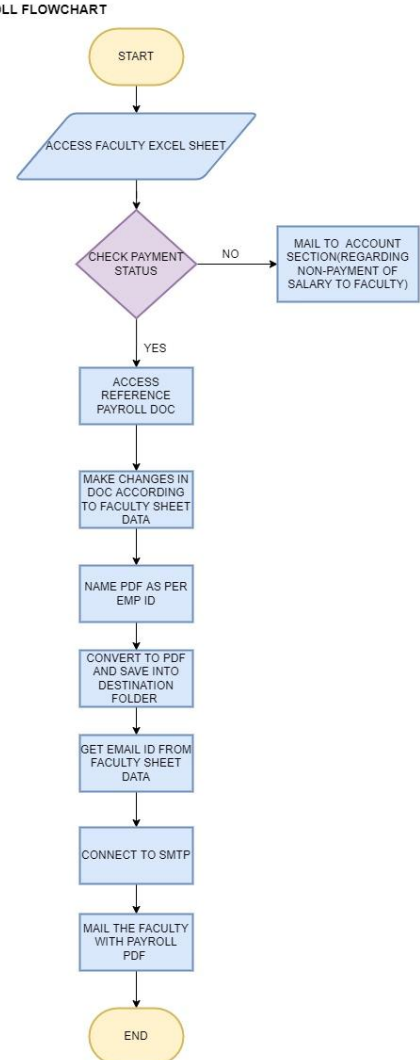 OLL FLOWCHART
START
ACCESS FACULTY EXCEL SHEET
CHECK PAYMENT
STATUS
NO
MAIL TO ACCOUNT
SECTION(REGARDING
NON-PAYMENT OF
SALARY TO FACULTY)
YES
ACCESS
REFERENCE
PAYROLL DOC
MAKE CHANGES IN
DOC ACCORDING
TO FACULTY SHEET
DATA
NAME PDF AS PER
EMP ID
CONVERT TO PDF
AND SAVE INTO
DESTINATION
FOLDER
GET EMAIL ID FROM
FACULTY SHEET
DATA
CONNECT TO SMTP
MAIL THE FACULTY
WITH PAYROLL
PDF
END